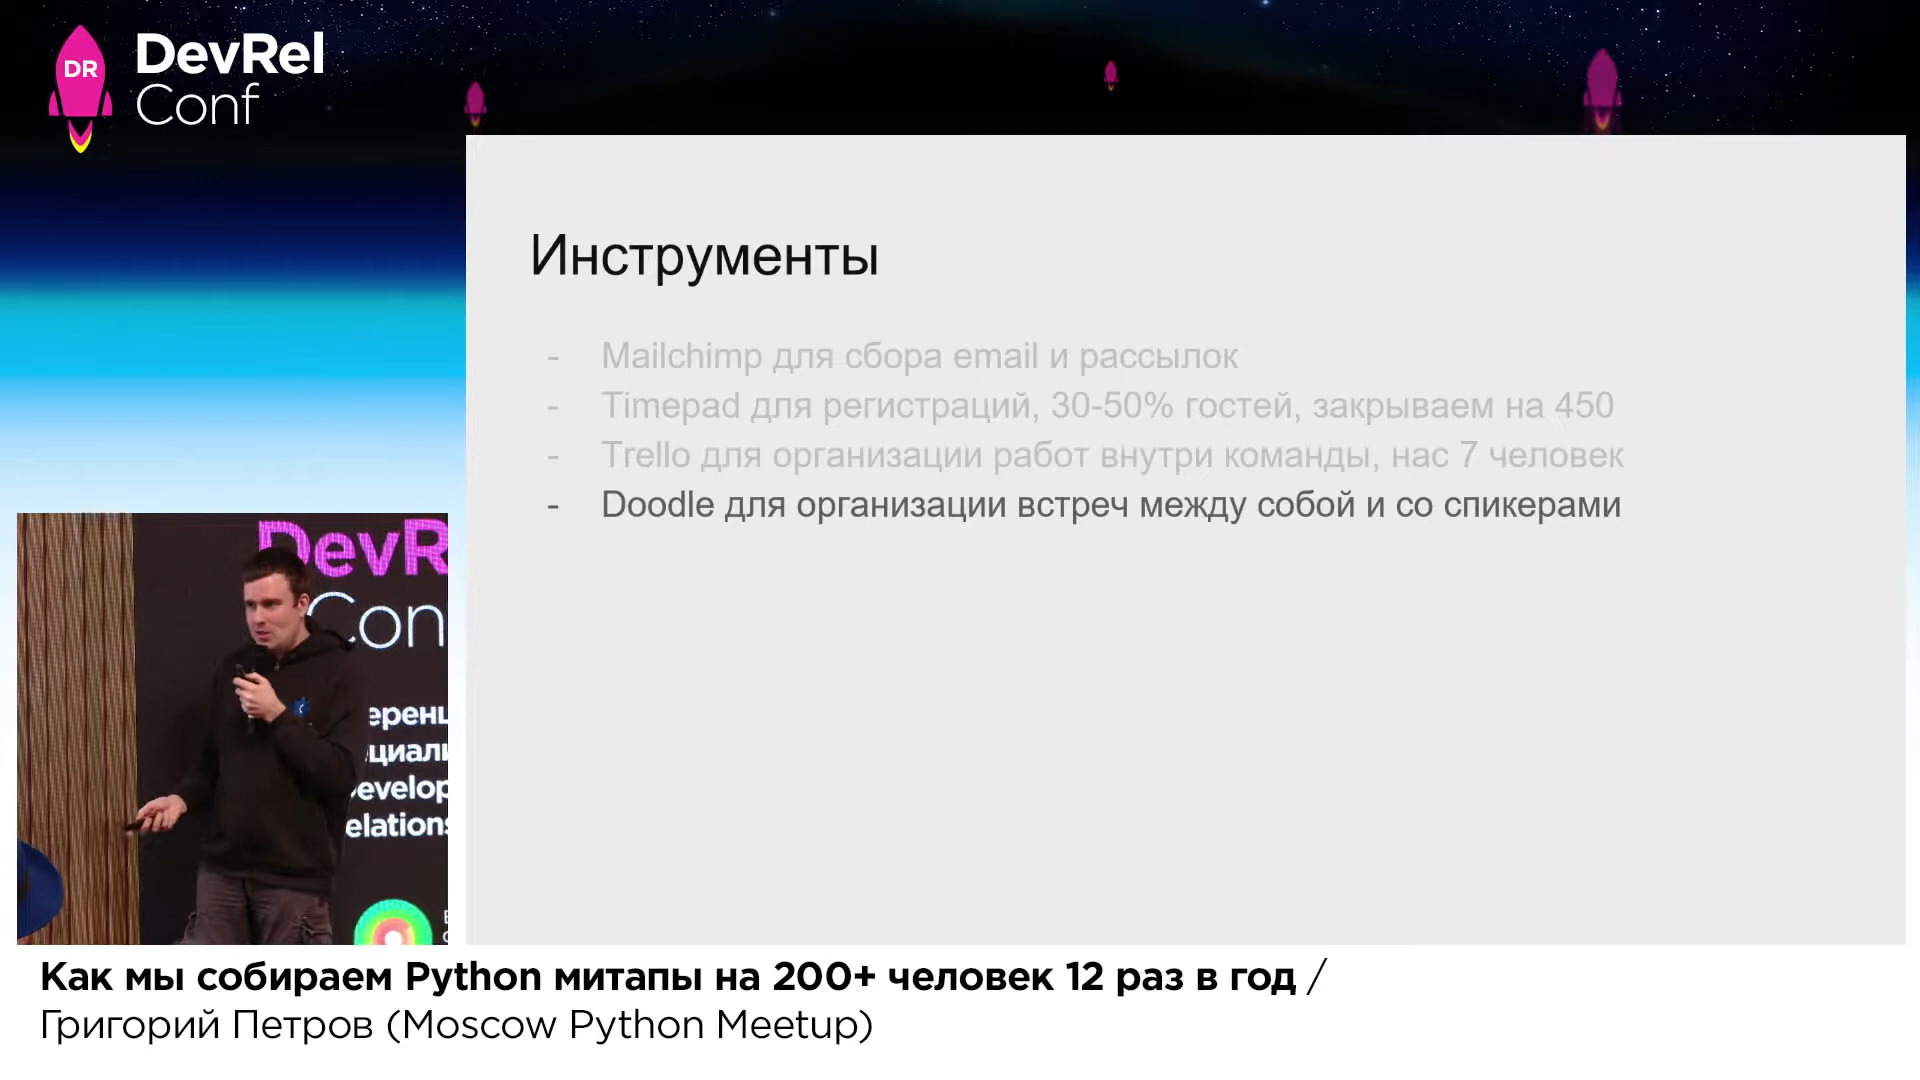 DR
DevRel
Conf
Инструменты
- Mailchimp для сбора email и рассылок
- Timepad для регистраций, 30-50% гостей, закрываем на 450
- Trello для организации работ внутри команды, нас 7 человек
- Doodle для организации встреч между собой и со спикерами
DevR
Con
еренц
циали
evelop
elations
Как мы собираем Python митапы на 200+ человек 12 раз в год /
Григорий Петров (Moscow Python Meetup)